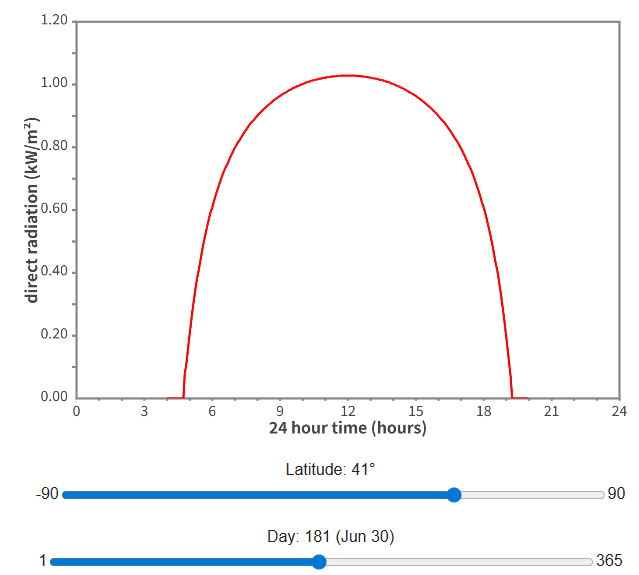 1.20
1.00
0.80
0.60
0.40
0.20
0.00
direct radiation (kW/m²)
0 3 6 9 12 15 18 21 24
24 hour time (hours)
Latitude: 41°
-90 90
Day: 181 (Jun 30)
1 365